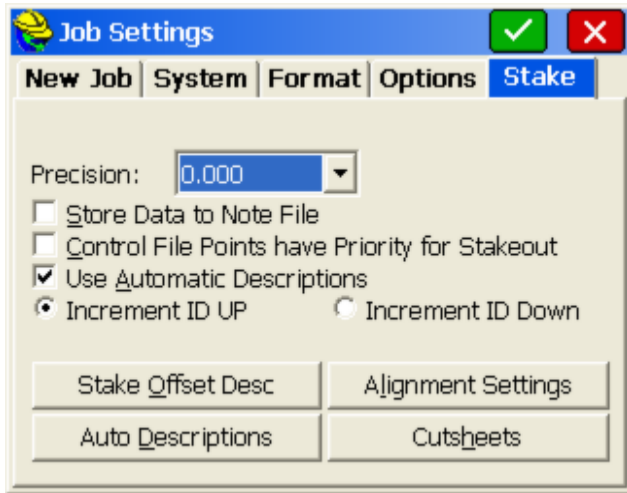 Job Settings
New Job System Format Options Stake
Precision: 0.000
Store Data to Note File
Control File Points have Priority for Stakeout
Use Automatic Descriptions
Increment ID UP Increment ID Down
Stake Offset Desc Alignment Settings
Auto Descriptions Cutsheets